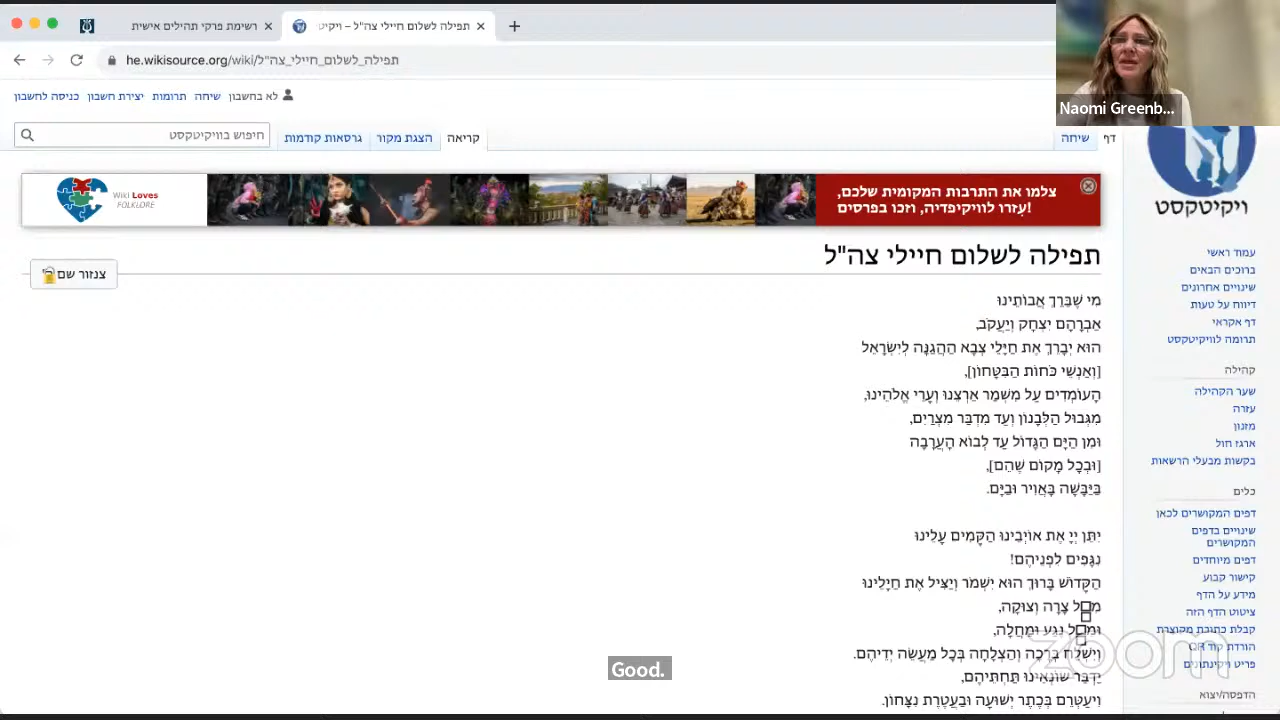 רשימת פרקי תהילים אישית
תפילה לשלום חיילי צה"ל – ויקיט
he.wikisource.org/wiki/תפילה_לשלום_חיילי_צה"ל
לא בחשבון שיחה תרומות יצירת חשבון כניסה לחשבון
Naomi Greenb...
דף שיחה
קריאה הצגת מקור גרסאות קודמות
חיפוש בוויקיטקסט
ויקיטקסט
צלמו את התרבות המקומית שלכם,
עזרו לוויקיפדיה, וזכו בפרסים!
Wiki Loves
FOLKLORE
תפילה לשלום חיילי צה"ל
צנזור שם
מִי שֶׁבֵּרַךְ אֲבוֹתֵינוּ
אַבְרָהָם יִצְחָק וְיַעֲקֹב,
הוּא יְבָרֵךְ אֶת חַיָּלֵי צְבָא הַהֲגַנָּה לְיִשְׂרָאֵל
[וְאַנְשֵׁי כֹּחוֹת הַבִּטָּחוֹן],
הָעוֹמְדִים עַל מִשְׁמַר אַרְצֵנוּ וְעָרֵי אֱלֹהֵינוּ,
מִגְּבוּל הַלְּבָנוֹן וְעַד מִדְבַּר מִצְרַיִם,
וּמִן הַיָּם הַגָּדוֹל עַד לְבוֹא הָעֲרָבָה
[וּבְכָל מָקוֹם שֶׁהֵם],
בַּיַּבָּשָׁה בָּאֲוִיר וּבַיָּם.
יִתֵּן יְיָ אֶת אוֹיְבֵינוּ הַקָּמִים עָלֵינוּ
נִגָּפִים לִפְנֵיהֶם!
הַקָּדוֹשׁ בָּרוּךְ הוּא יִשְׁמֹר וְיַצִּיל אֶת חַיָּלֵינוּ
צָרָה וְצוּקָה,
נֶגַע וּמַחֲלָה,
וְיִשְׁלַח בְּרָכָה וְהַצְלָחָה בְּכָל מַעֲשֵׂה יְדֵיהֶם.
יַדְבֵּר שׂוֹנְאֵינוּ תַּחְתֵּיהֶם,
וִיעַטְּרֵם בְּכֶתֶר יְשׁוּעָה וּבַעֲטֶרֶת נִצָּחוֹן.
עמוד ראשי
ברוכים הבאים
שינויים אחרונים
דיווח על טעות
דף אקראי
תרומה לוויקיטקסט
קהילה
שער הקהילה
עזרה
מזנון
ארגז חול
בקשות מבעלי הרשאות
כלים
דפים המקושרים לכאן
שינויים בדפים
המקושרים
דפים מיוחדים
קישור קבוע
מידע על הדף
ציטוט הדף הזה
קבלת כתובת מקוצרת
הורדת קוד QR
פריט ויקינתונים
הדפסה/יצוא
zoom
Good.